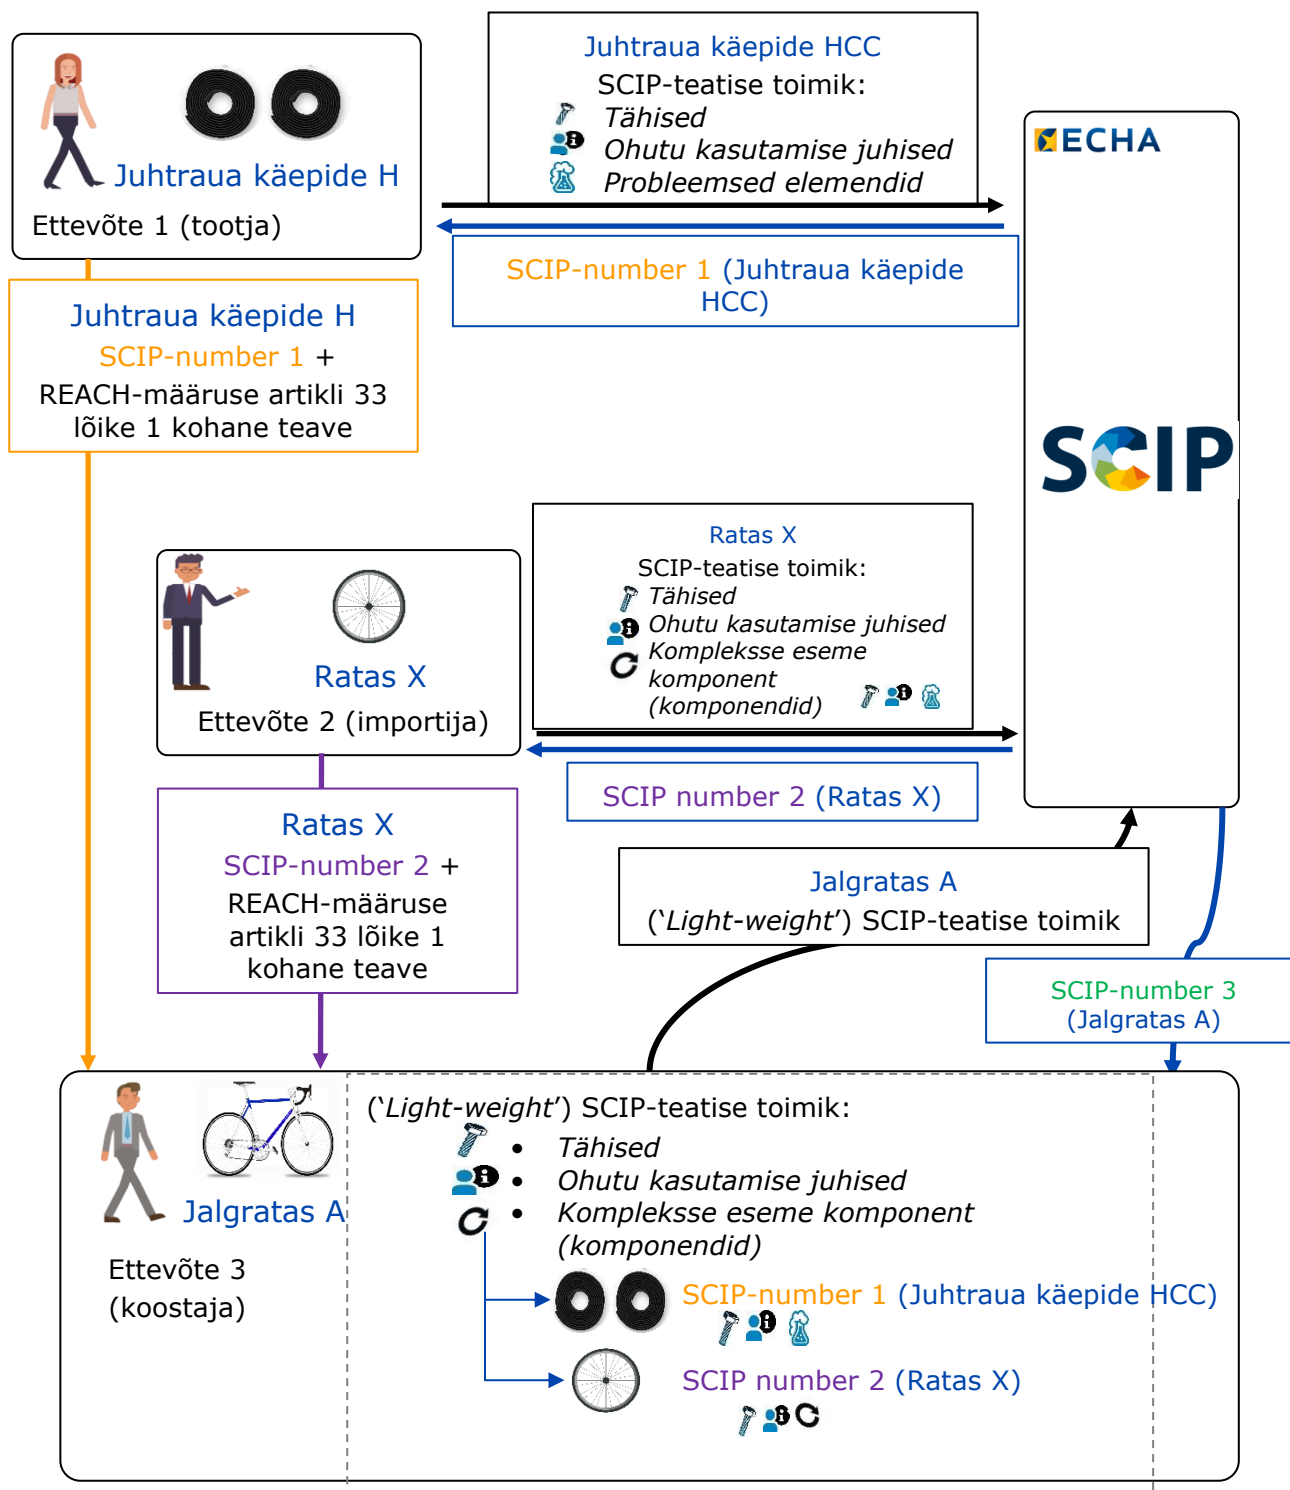 Juhtraua käepide H
Ettevõte 1 (tootja)
Juhtraua käepide HCC
SCIP-teatise toimik:
Tähised
Ohutu kasutamise juhised
Probleemsed elemendid
ECHA
SCIP
SCIP-number 1 (Juhtraua käepide
HCC)
Juhtraua käepide H
SCIP-number 1 +
REACH-määruse artikli 33
lõike 1 kohane teave
Ratas X
Ettevõte 2 (importija)
Ratas X
SCIP-teatise toimik:
Tähised
Ohutu kasutamise juhised
Kompleksse eseme
komponent
(komponendid)
SCIP number 2 (Ratas X)
Ratas X
SCIP-number 2 +
REACH-määruse
artikli 33 lõike 1
kohane teave
Jalgratas A
(‘Light-weight’) SCIP-teatise toimik
SCIP-number 3
(Jalgratas A)
Jalgratas A
Ettevõte 3
(koostaja)
(‘Light-weight’) SCIP-teatise toimik:
• Tähised
• Ohutu kasutamise juhised
• Kompleksse eseme komponent
(komponendid)
SCIP-number 1 (Juhtraua käepide HCC)
SCIP number 2 (Ratas X)